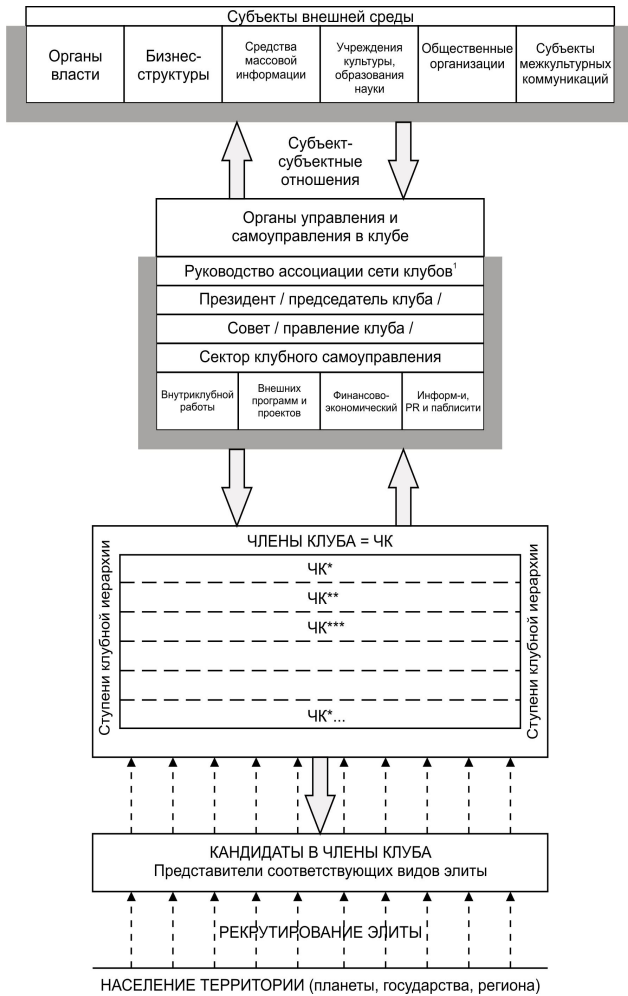 Субъекты внешней среды
Органы
власти
Бизнес-
структуры
Средства
массовой
информации
Учреждения
культуры,
образования
науки
Общественные
организации
Субъекты
межкультурных
коммуникаций
Субъект-
субъектные
отношения
Органы управления и
самоуправления в клубе
Руководство ассоциации сети клубов¹
Президент / председатель клуба /
Совет / правление клуба /
Сектор клубного самоуправления
Внутриклубной
работы
Внешних
программ и
проектов
Финансово-
экономический
Информ-и,
PR и паблисити
ЧЛЕНЫ КЛУБА = ЧК
Ступени клубной иерархии
ЧК*
ЧК**
ЧК***
ЧК*...
Ступени клубной иерархии
КАНДИДАТЫ В ЧЛЕНЫ КЛУБА
Представители соответствующих видов элиты
РЕКРУТИРОВАНИЕ ЭЛИТЫ
НАСЕЛЕНИЕ ТЕРРИТОРИИ (планеты, государства, региона)